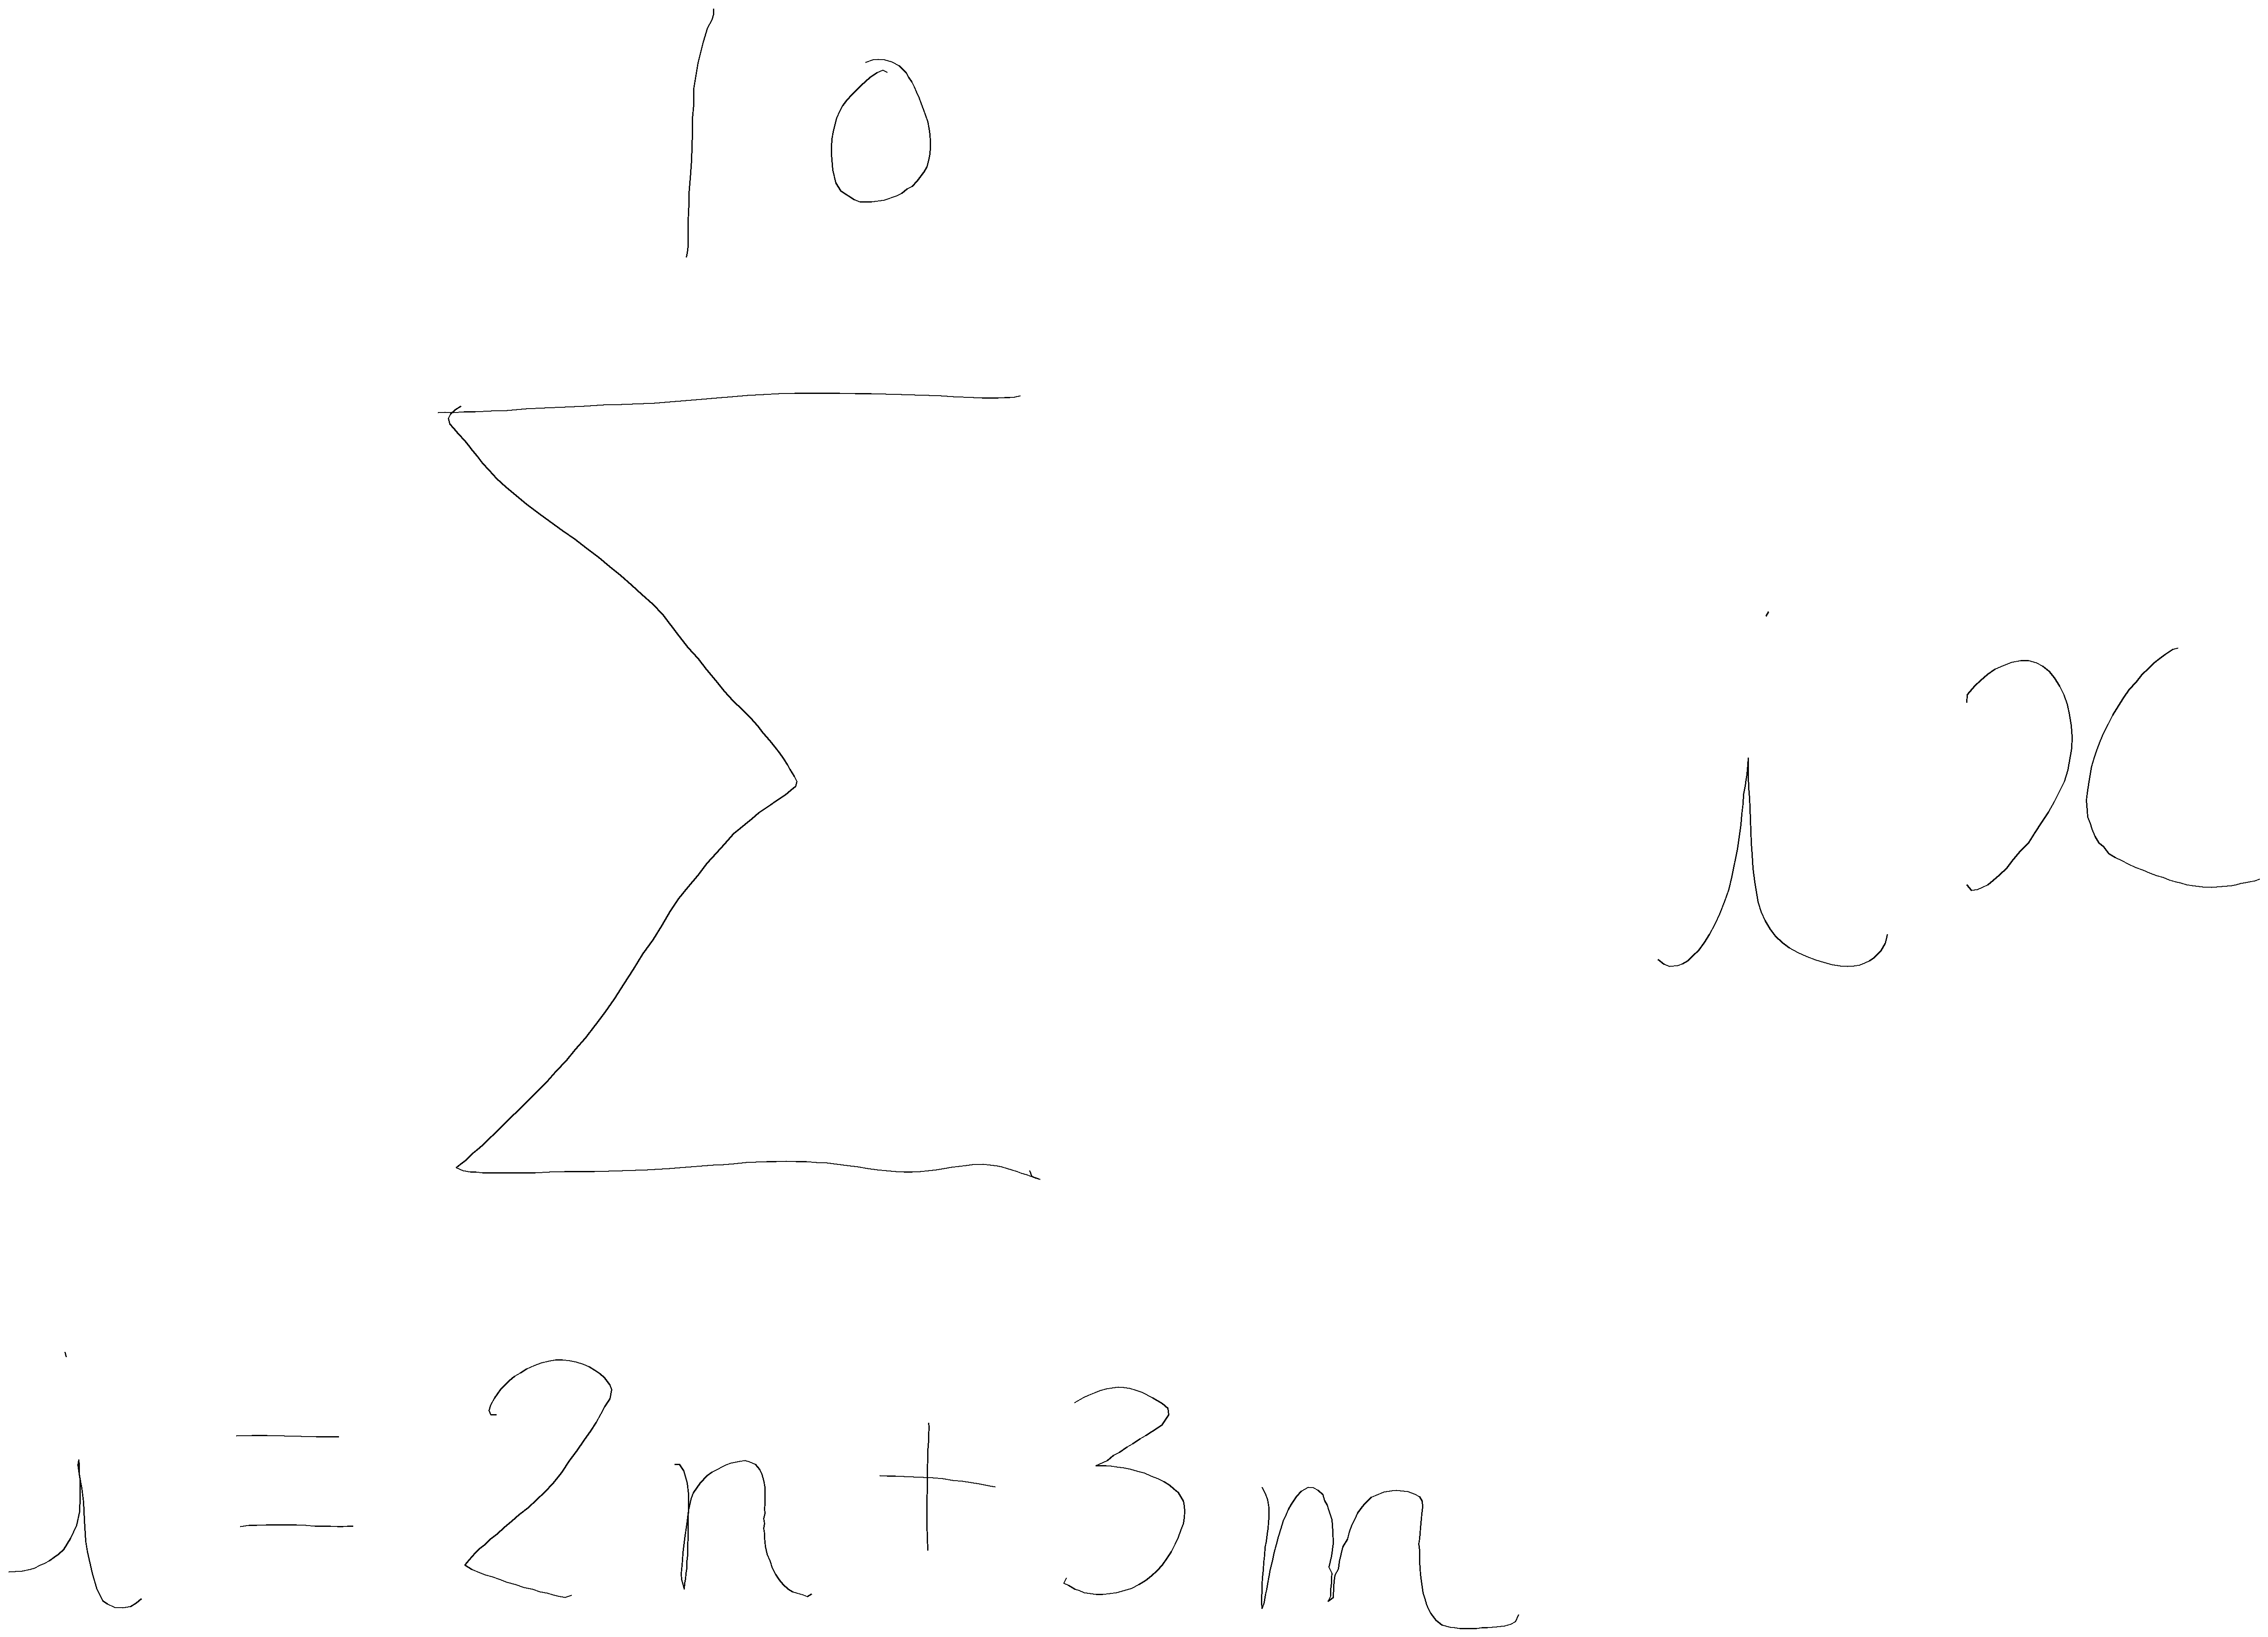 10
∑ i x
i = 2n + 3m